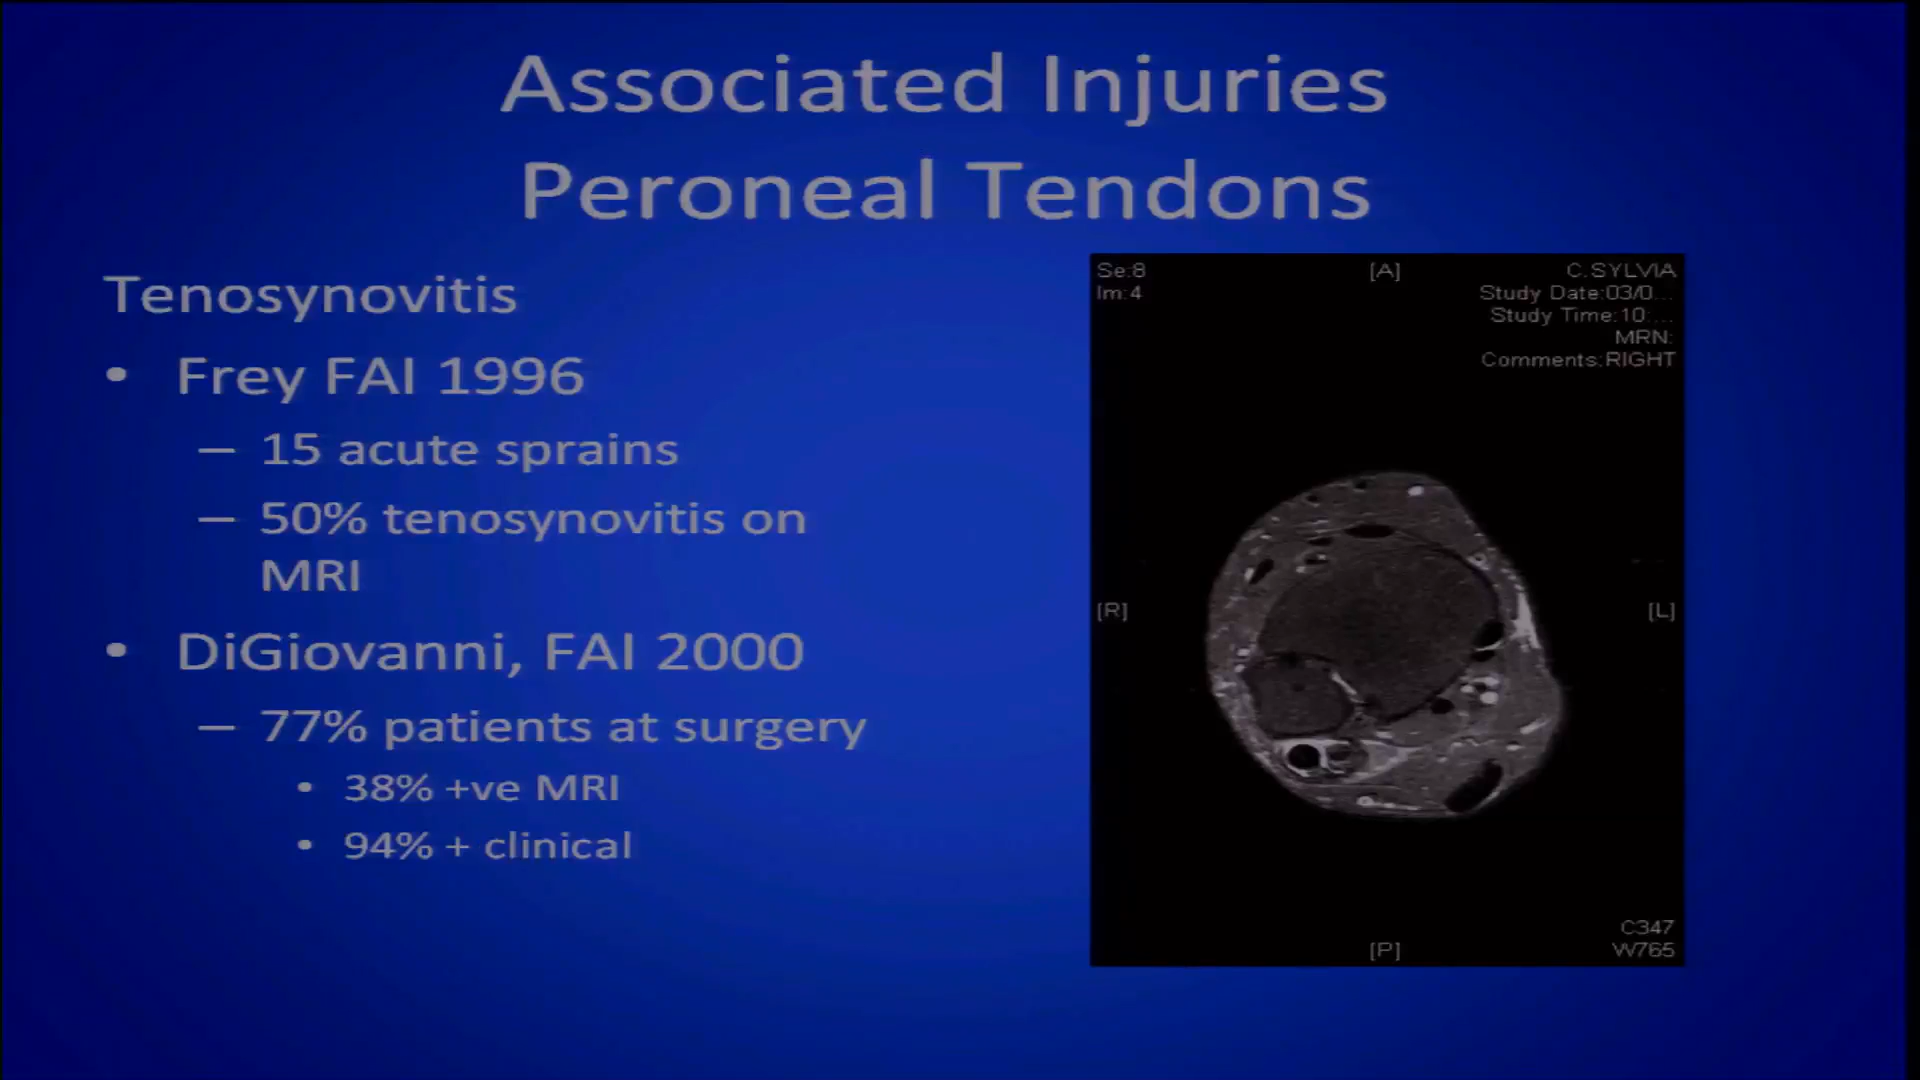 Associated Injuries
Peroneal Tendons
Tenosynovitis
• Frey FAI 1996
– 15 acute sprains
– 50% tenosynovitis on
MRI
• DiGiovanni, FAI 2000
– 77% patients at surgery
• 38% +ve MRI
• 94% + clinical
Se:8
Im:4
[A]
C.SYLVIA
Study Date:03/0...
Study Time:10:...
MRN:
Comments:RIGHT
[R]
[L]
[P]
C347
W765